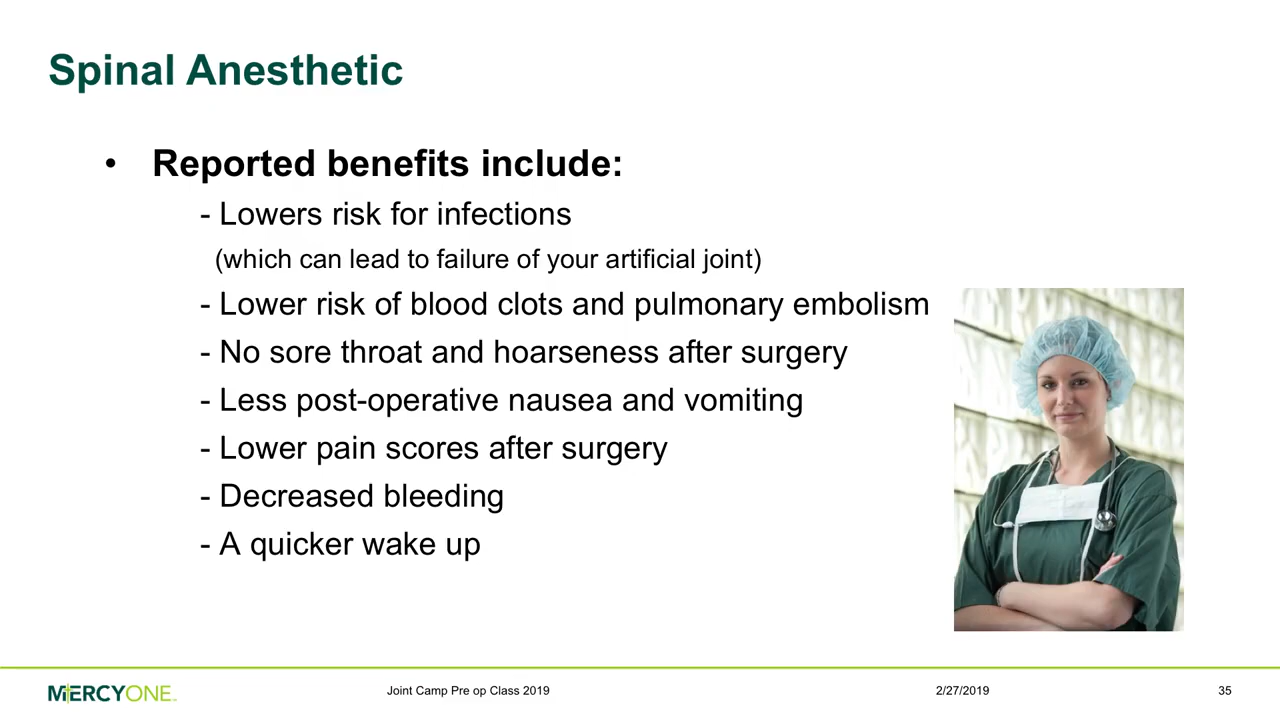 Spinal Anesthetic
• Reported benefits include:
- Lowers risk for infections
(which can lead to failure of your artificial joint)
- Lower risk of blood clots and pulmonary embolism
- No sore throat and hoarseness after surgery
- Less post-operative nausea and vomiting
- Lower pain scores after surgery
- Decreased bleeding
- A quicker wake up
MERCYONE
Joint Camp Pre op Class 2019
2/27/2019
35